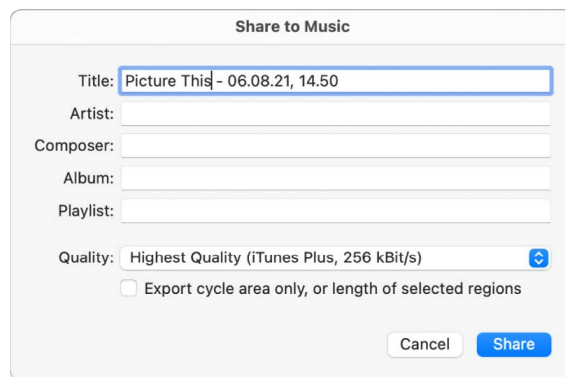 Share to Music
Title: Picture This - 06.08.21, 14.50
Artist:
Composer:
Album:
Playlist:
Quality: Highest Quality (iTunes Plus, 256 kBit/s)
Export cycle area only, or length of selected regions
Cancel Share